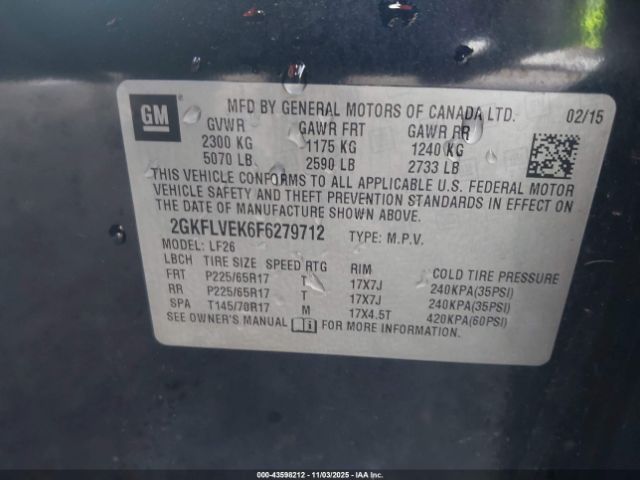 GM
MFD BY GENERAL MOTORS OF CANADA LTD. 02/15
GVWR GAWR FRT GAWR RR
2300 KG 1175 KG 1240 KG
5070 LB 2590 LB 2733 LB
THIS VEHICLE CONFORMS TO ALL APPLICABLE U.S. FEDERAL MOTOR
VEHICLE SAFETY AND THEFT PREVENTION STANDARDS IN EFFECT ON
THE DATE OF MANUFACTURE SHOWN ABOVE.
2GKFLVEK6F6279712 TYPE: M.P.V.
MODEL: LF26
LBCH TIRE SIZE SPEED RTG RIM COLD TIRE PRESSURE
FRT P225/65R17 T 17X7J 240KPA(35PSI)
RR P225/65R17 T 17X7J 240KPA(35PSI)
SPA T145/70R17 M 17X4.5T 420KPA(60PSI)
SEE OWNER'S MANUAL FOR MORE INFORMATION.
000-43598212 - 11/03/2025 - COPYRIGHT IAA, LLC.